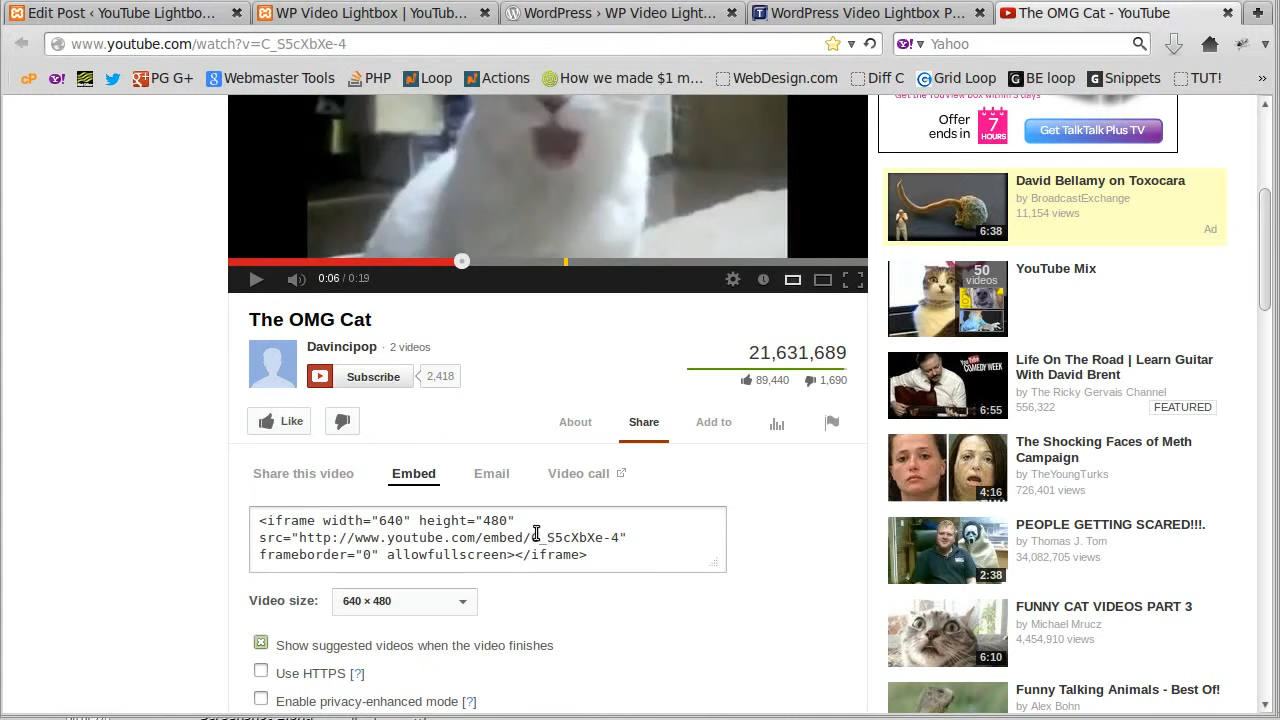 Edit Post ‹ YouTube Lightbo...
WP Video Lightbox | YouTub...
WordPress › WP Video Light...
WordPress Video Lightbox P...
The OMG Cat - YouTube
www.youtube.com/watch?v=C_S5cXbXe-4
Yahoo
PG G+
Webmaster Tools
PHP
Loop
Actions
How we made $1 m...
WebDesign.com
Diff C
Grid Loop
BE loop
Snippets
TUT!
Get the YouView box within 5 days
Offer
ends in
7
HOURS
Get TalkTalk Plus TV
0:06 / 0:19
The OMG Cat
Davincipop · 2 videos
Subscribe
2,418
21,631,689
89,440
1,690
Like
About
Share
Add to
Share this video
Embed
Email
Video call
<iframe width="640" height="480"
src="http://www.youtube.com/embed/C_S5cXbXe-4"
frameborder="0" allowfullscreen></iframe>
Video size:
640 × 480
Show suggested videos when the video finishes
Use HTTPS [?]
Enable privacy-enhanced mode [?]
David Bellamy on Toxocara
by BroadcastExchange
11,154 views
Ad
6:38
YouTube Mix
50
videos
Life On The Road | Learn Guitar
With David Brent
by The Ricky Gervais Channel
556,322
FEATURED
6:55
The Shocking Faces of Meth
Campaign
by TheYoungTurks
726,401 views
4:16
PEOPLE GETTING SCARED!!!.
by Thomas J. Tom
34,082,705 views
2:38
FUNNY CAT VIDEOS PART 3
by Michael Mrucz
4,454,910 views
6:10
Funny Talking Animals - Best Of!
by Alex Bohn